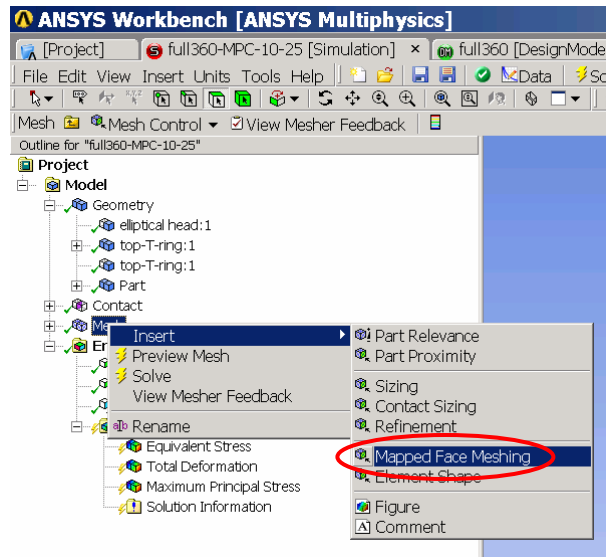 ANSYS Workbench [ANSYS Multiphysics]
[Project] full360-MPC-10-25 [Simulation] × full360 [DesignMode
File Edit View Insert Units Tools Help Data So
Mesh Mesh Control View Mesher Feedback
Outline for "full360-MPC-10-25"
Project
Model
Geometry
elliptical head:1
top-T-ring:1
top-T-ring:1
Part
Contact
Me
Insert
Part Relevance
En
Preview Mesh
Part Proximity
Solve
Sizing
View Mesher Feedback
Contact Sizing
Rename
Refinement
Equivalent Stress
Mapped Face Meshing
Total Deformation
Element Shape
Maximum Principal Stress
Figure
Solution Information
Comment